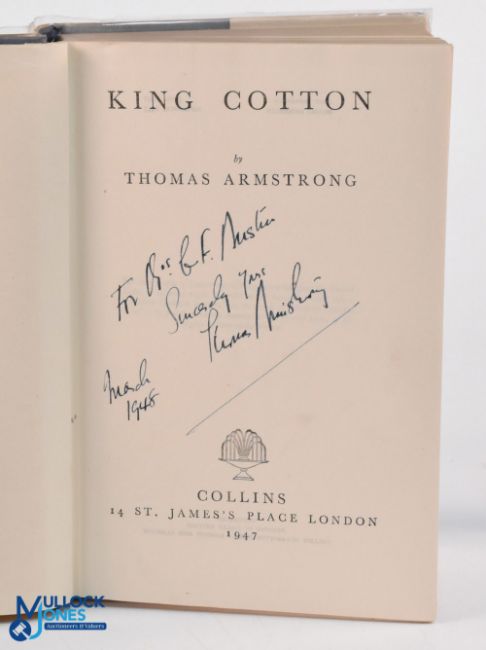 KING COTTON
by
THOMAS ARMSTRONG
For F. Austin
Sincerely Yours
Thomas Armstrong
March
1948
COLLINS
14 ST. JAMES'S PLACE LONDON
1947
MULLOCK
JONES
Auctioneers & Valuers